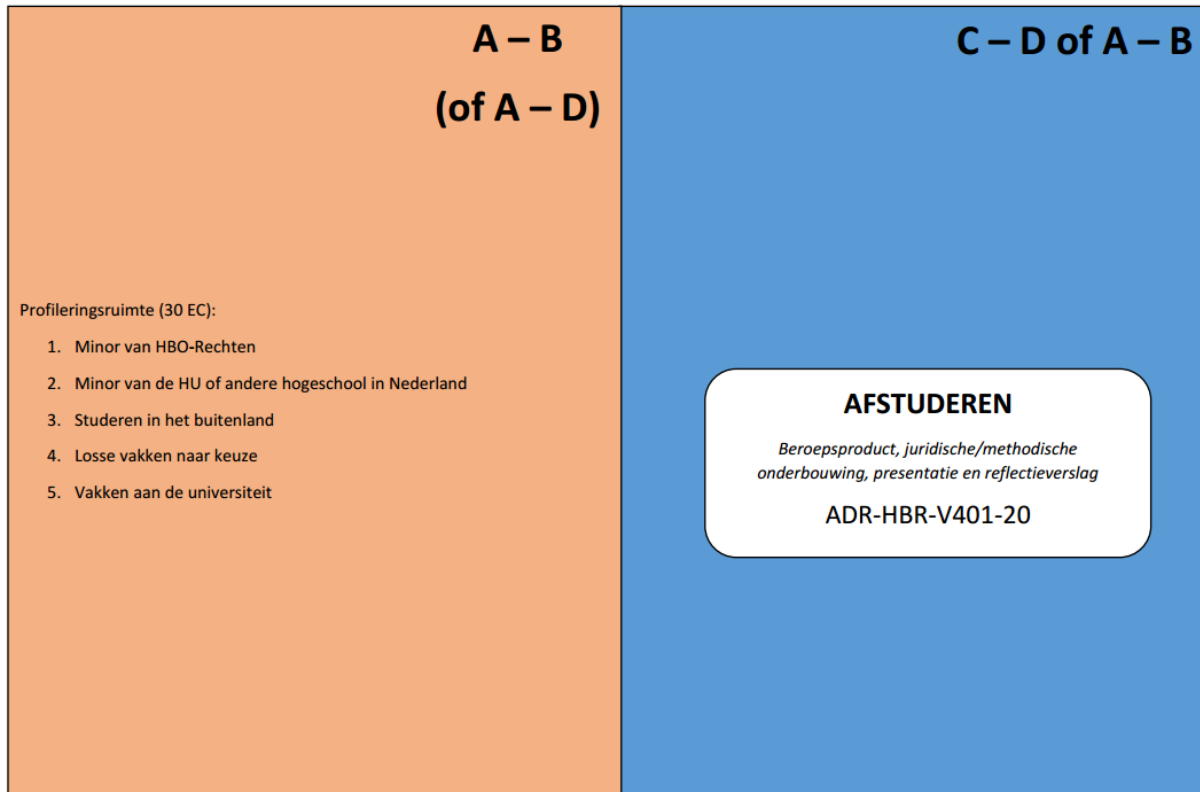 A – B
(of A – D)
Profileringsruimte (30 EC):
1. Minor van HBO-Rechten
2. Minor van de HU of andere hogeschool in Nederland
3. Studeren in het buitenland
4. Losse vakken naar keuze
5. Vakken aan de universiteit
C – D of A – B
AFSTUDEREN
Beroepsproduct, juridische/methodische
onderbouwing, presentatie en reflectieverslag
ADR-HBR-V401-20